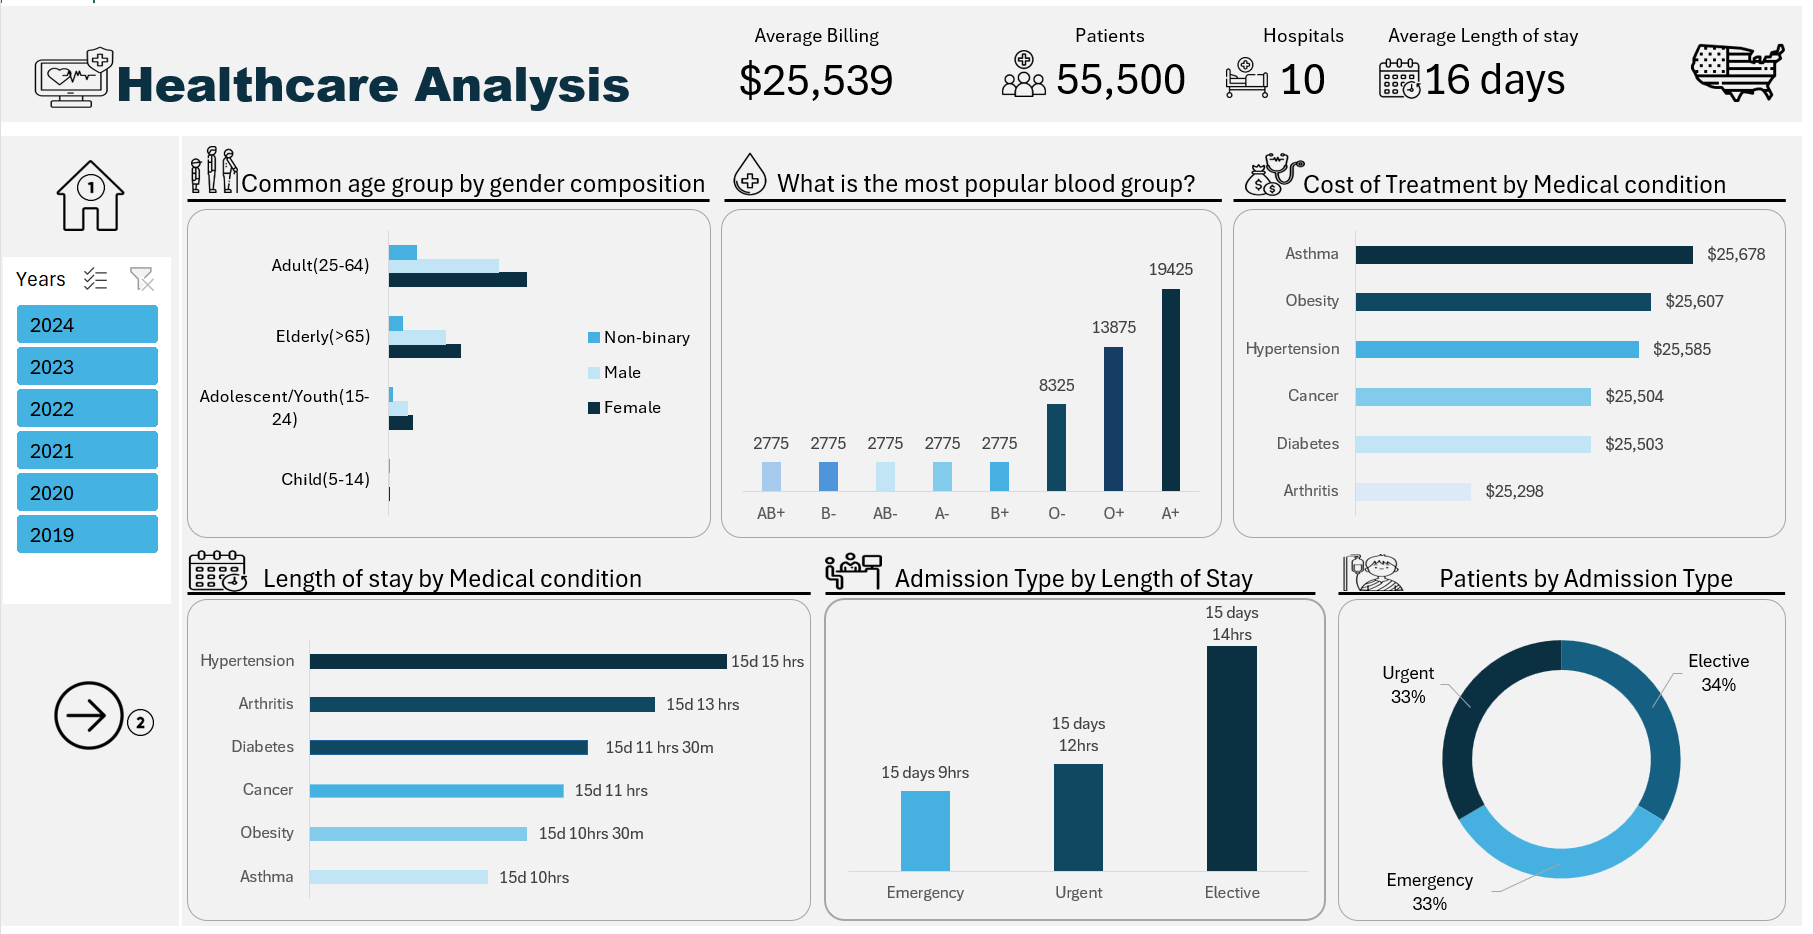 Healthcare Analysis
Average Billing
$25,539
Patients
55,500
Hospitals
10
Average Length of stay
16 days
1
Years
2024
2023
2022
2021
2020
2019
2
Common age group by gender composition
Adult(25-64)
Elderly(>65)
Adolescent/Youth(15-
24)
Child(5-14)
Non-binary
Male
Female
What is the most popular blood group?
2775
2775
2775
2775
2775
8325
13875
19425
AB+
B-
AB-
A-
B+
O-
O+
A+
Cost of Treatment by Medical condition
Asthma
$25,678
Obesity
$25,607
Hypertension
$25,585
Cancer
$25,504
Diabetes
$25,503
Arthritis
$25,298
Length of stay by Medical condition
Hypertension
15d 15 hrs
Arthritis
15d 13 hrs
Diabetes
15d 11 hrs 30m
Cancer
15d 11 hrs
Obesity
15d 10hrs 30m
Asthma
15d 10hrs
Admission Type by Length of Stay
15 days 9hrs
15 days
12hrs
15 days
14hrs
Emergency
Urgent
Elective
Patients by Admission Type
Urgent
33%
Elective
34%
Emergency
33%